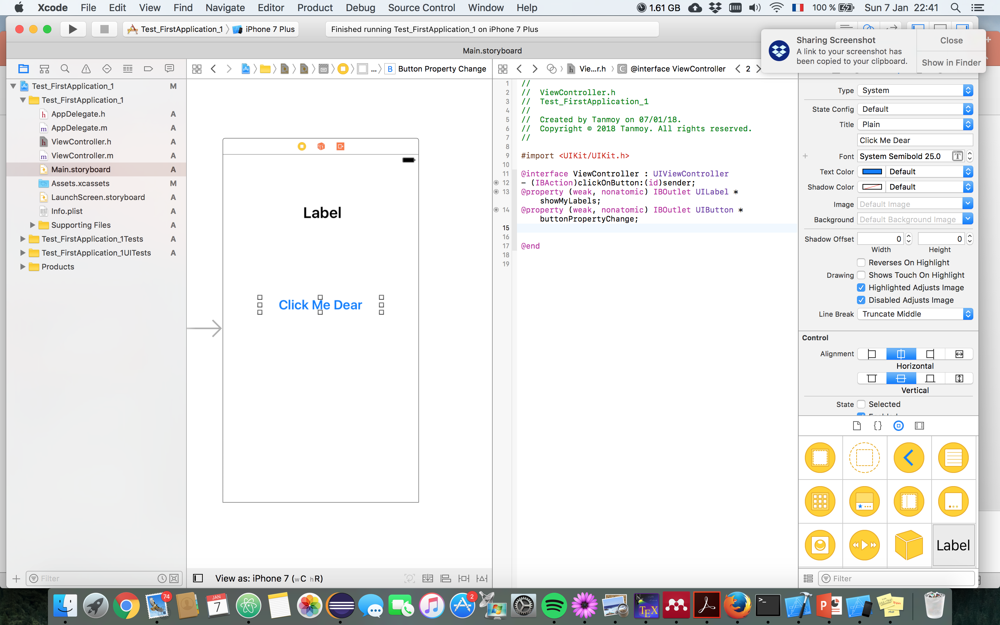 Xcode File Edit View Find Navigate Editor Product Debug Source Control Window Help 1.61 GB 100 % Sun 7 Jan 22:41
Test_FirstApplication_1 iPhone 7 Plus
Finished running Test_FirstApplication_1 on iPhone 7 Plus
Sharing Screenshot
A link to your screenshot has
been copied to your clipboard.
Close
Show in Finder
Main.storyboard
... B Button Property Change
h Vie...r.h C @interface ViewController 2
Test_FirstApplication_1 M
Test_FirstApplication_1
h AppDelegate.h A
m AppDelegate.m A
h ViewController.h A
m ViewController.m A
Main.storyboard A
Assets.xcassets M
LaunchScreen.storyboard A
Info.plist A
Supporting Files A
Test_FirstApplication_1Tests A
Test_FirstApplication_1UITests A
Products
Filter
Label
Click Me Dear
View as: iPhone 7 (wC hR)
1 //
2 // ViewController.h
3 // Test_FirstApplication_1
4 //
5 // Created by Tanmoy on 07/01/18.
6 // Copyright © 2018 Tanmoy. All rights reserved.
7 //
8
9 #import <UIKit/UIKit.h>
10
11 @interface ViewController : UIViewController
12 - (IBAction)clickOnButton:(id)sender;
13 @property (weak, nonatomic) IBOutlet UILabel *
showMyLabels;
14 @property (weak, nonatomic) IBOutlet UIButton *
buttonPropertyChange;
15
16
17 @end
18
19
Type System
State Config Default
Title Plain
Click Me Dear
Font System Semibold 25.0 T
Text Color Default
Shadow Color Default
Image Default Image
Background Default Background Image
Shadow Offset 0 0
Width Height
Reverses On Highlight
Drawing Shows Touch On Highlight
Highlighted Adjusts Image
Disabled Adjusts Image
Line Break Truncate Middle
Control
Alignment
Horizontal
Vertical
State Selected
Label
Filter
74
JAN
7
2
TEX
P